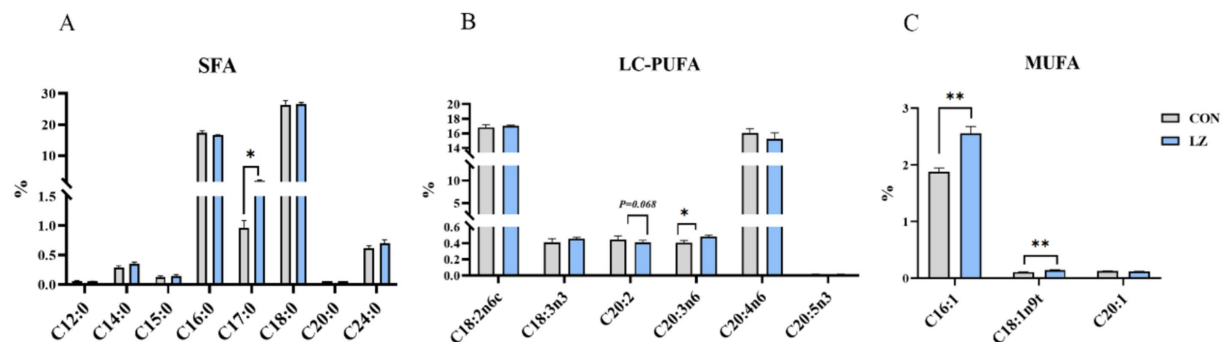 A
SFA
%
30
20
10
1.5
1.0
0.5
0.0
*
C12:0
C14:0
C15:0
C16:0
C17:0
C18:0
C20:0
C24:0
B
LC-PUFA
%
20
18
16
14
10
5
0.6
0.4
0.2
0.0
P=0.068
*
C18:2n6c
C18:3n3
C20:2
C20:3n6
C20:4n6
C20:5n3
C
MUFA
%
3
2
1
0
**
**
C16:1
C18:1n9t
C20:1
CON
LZ